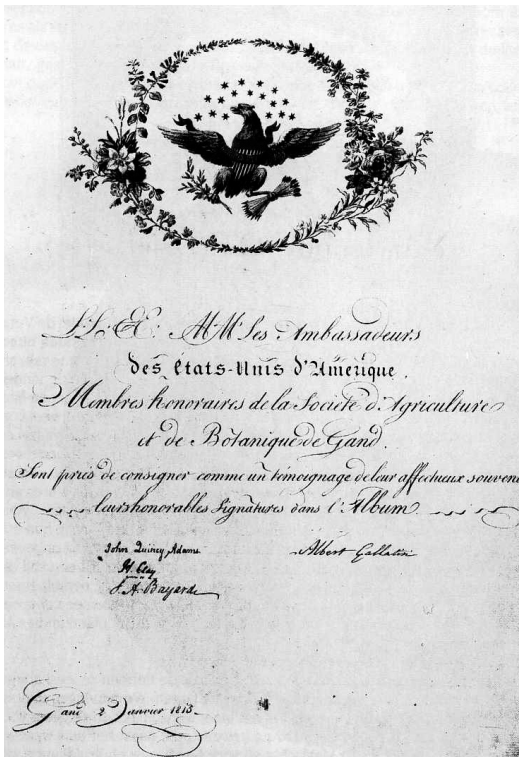 L.L. EE. MM. les Ambassadeurs
des États-Unis d'Amérique.
Membres honoraires de la Société d'Agriculture
et de Botanique de Gand.
Sont priés de consigner comme un témoignage de leur affectueux souveni
leurs honorables Signatures dans l'Album.
John Quincy Adams
Albert Gallatin
H. Clay
J. A. Bayard
Gand 2 Janvier 1815.